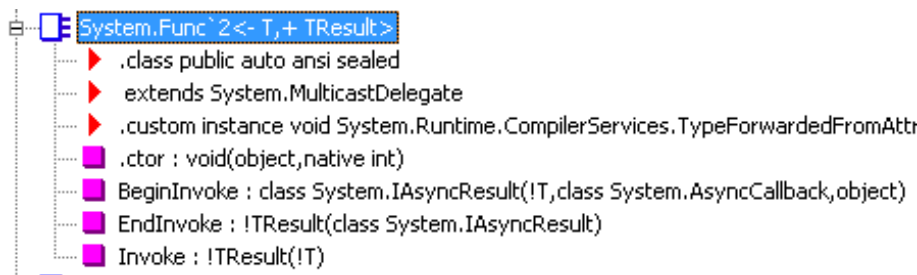 System.Func`2<- T,+ TResult>
.class public auto ansi sealed
extends System.MulticastDelegate
.custom instance void System.Runtime.CompilerServices.TypeForwardedFromAttr
.ctor : void(object,native int)
BeginInvoke : class System.IAsyncResult(!T,class System.AsyncCallback,object)
EndInvoke : !TResult(class System.IAsyncResult)
Invoke : !TResult(!T)